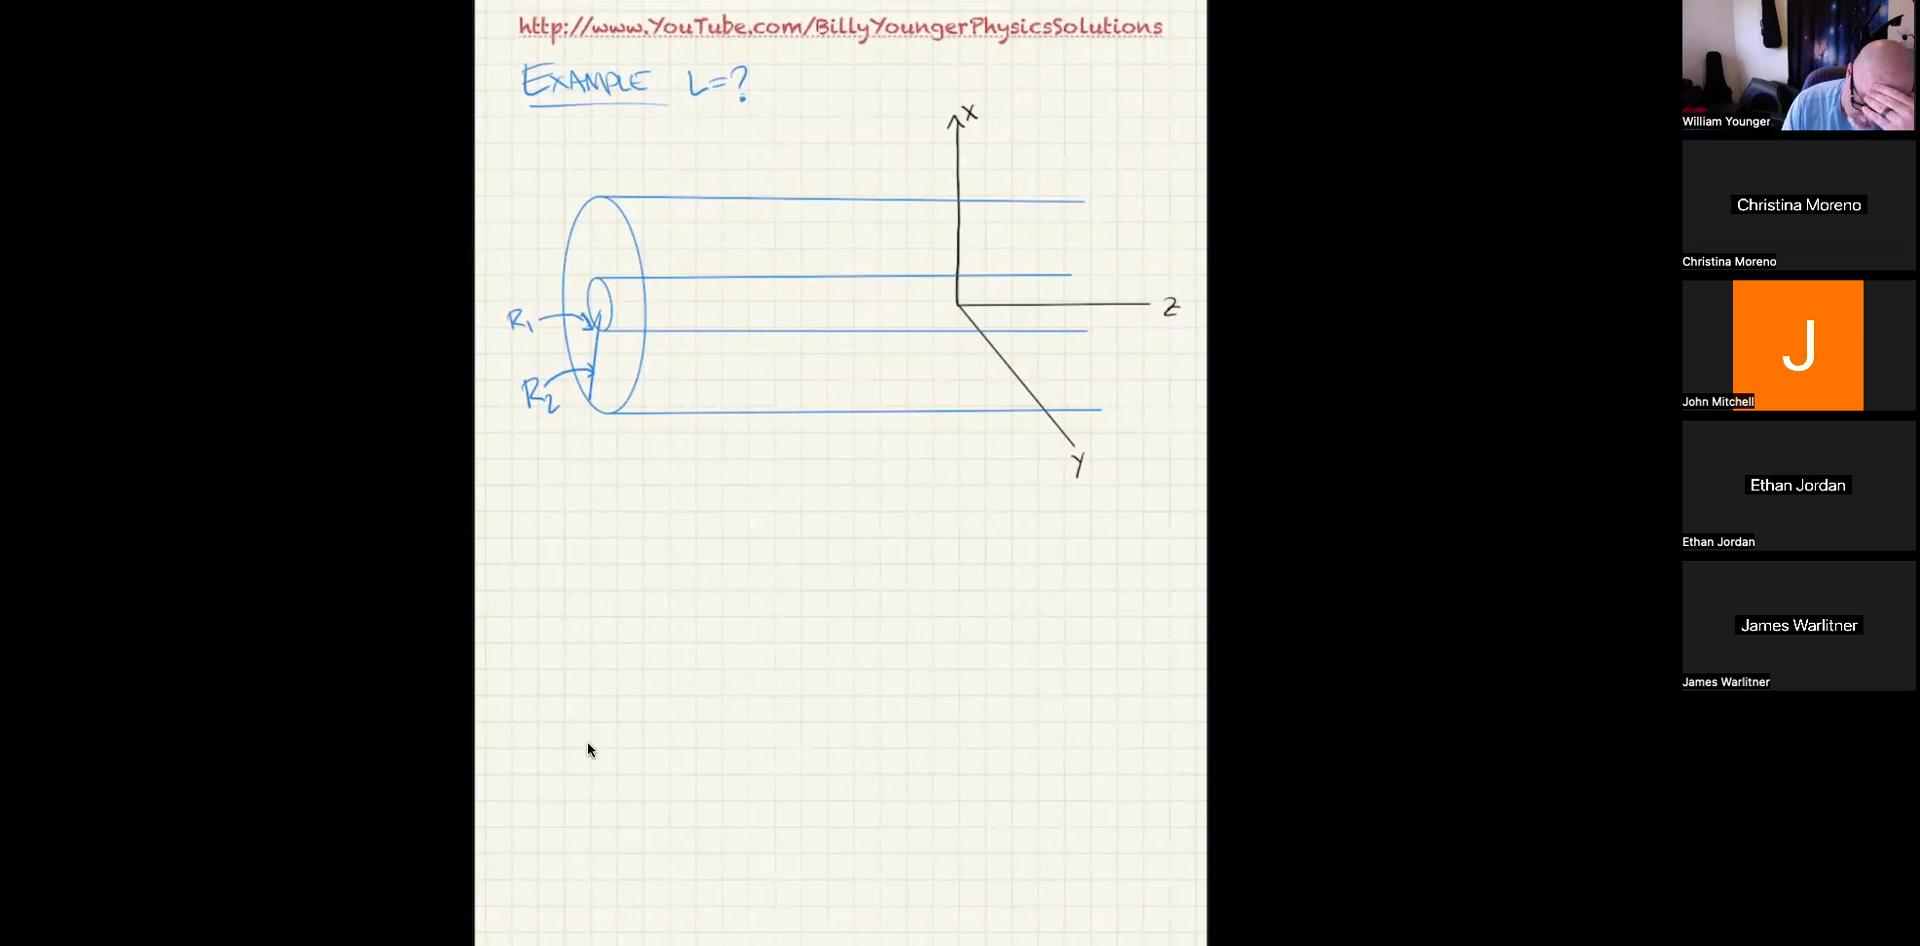 http://www.YouTube.com/BillyYoungerPhysicsSolutions
EXAMPLE L=?
X
Z
R1
R2
Y
William Younger
Christina Moreno
Christina Moreno
J
John Mitchell
Ethan Jordan
Ethan Jordan
James Warlitner
James Warlitner